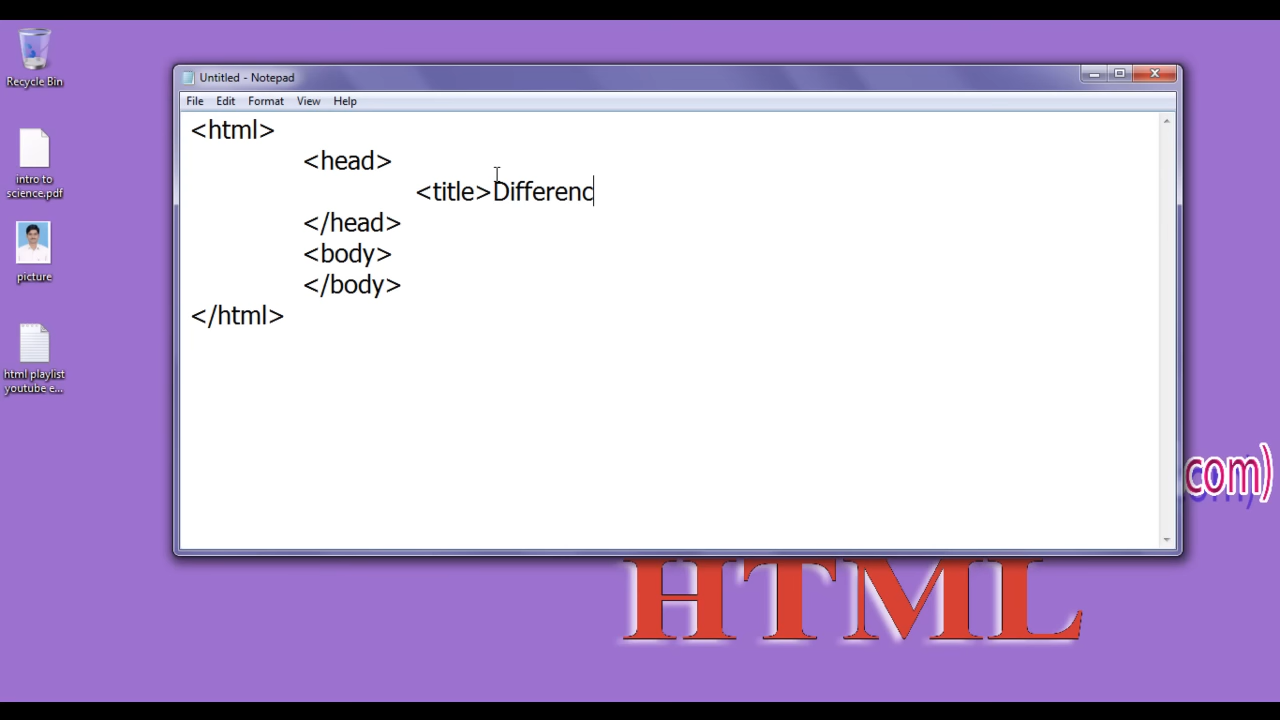 Recycle Bin
intro to
science.pdf
picture
html playlist
youtube e...
Untitled - Notepad
File Edit Format View Help
<html>
<head>
<title>Differenc
</head>
<body>
</body>
</html>
com)
HTML